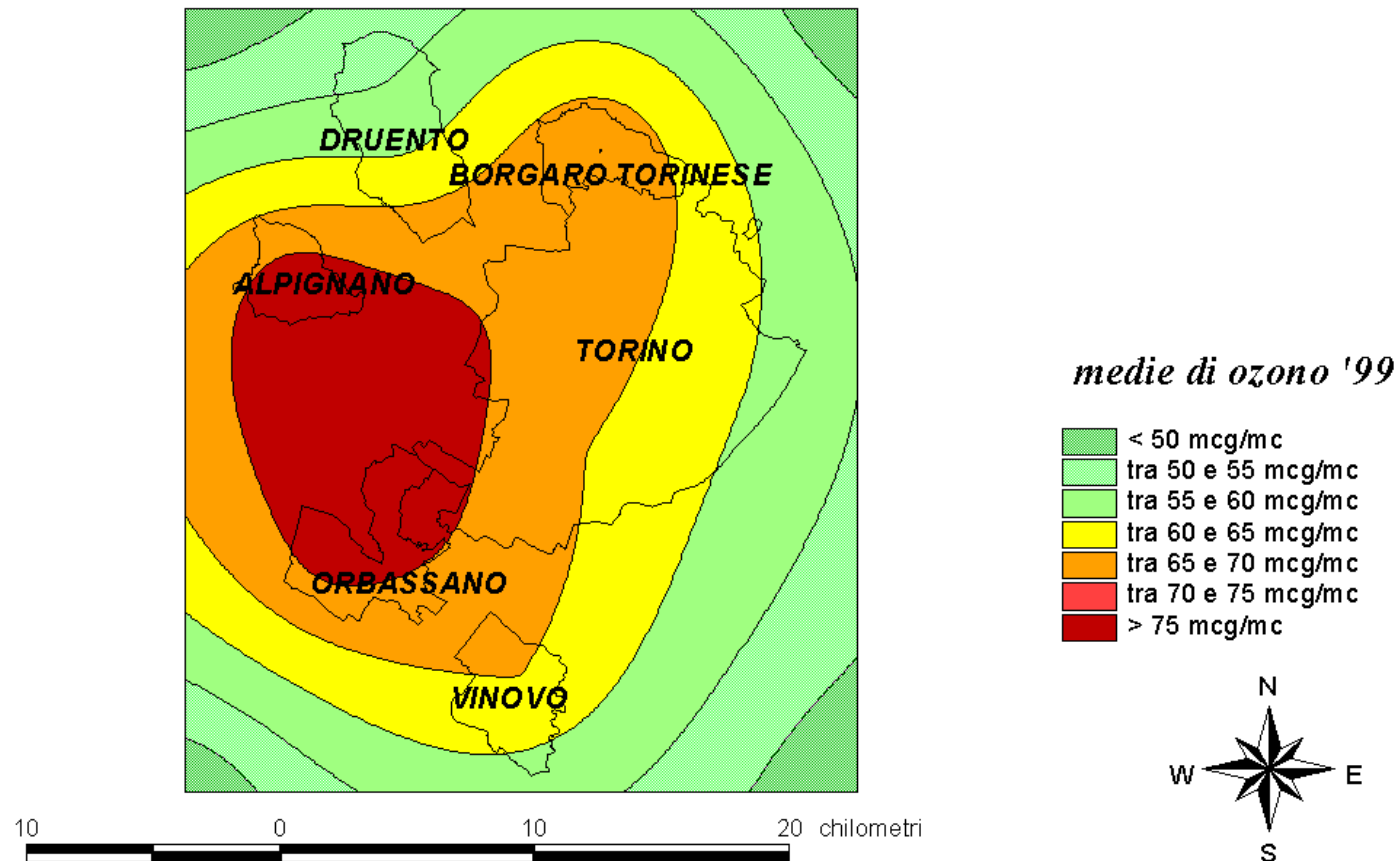 DRUENTO
BORGARO TORINESE
ALPIGNANO
TORINO
ORBASSANO
VINOVO
medie di ozono '99
< 50 mcg/mc
tra 50 e 55 mcg/mc
tra 55 e 60 mcg/mc
tra 60 e 65 mcg/mc
tra 65 e 70 mcg/mc
tra 70 e 75 mcg/mc
> 75 mcg/mc
N
W E
S
10 0 10 20 chilometri